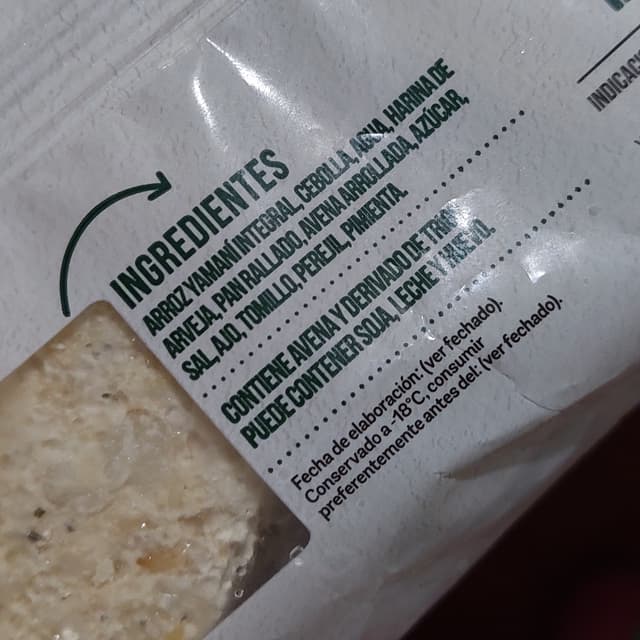 INGREDIENTES
ARROZ YAMANÍ INTEGRAL, CEBOLLA, AGUA, HARINA DE
ARVEJA, PAN RALLADO, AVENA ARROLLADA, AZÚCAR,
SAL, AJO, TOMILLO, PEREJIL, PIMIENTA.
CONTIENE AVENA Y DERIVADO DE TRIGO.
PUEDE CONTENER SOJA, LECHE Y HUEVO.
Fecha de elaboración: (ver fechado).
Conservado a -18°C, consumir
preferentemente antes del: (ver fechado).